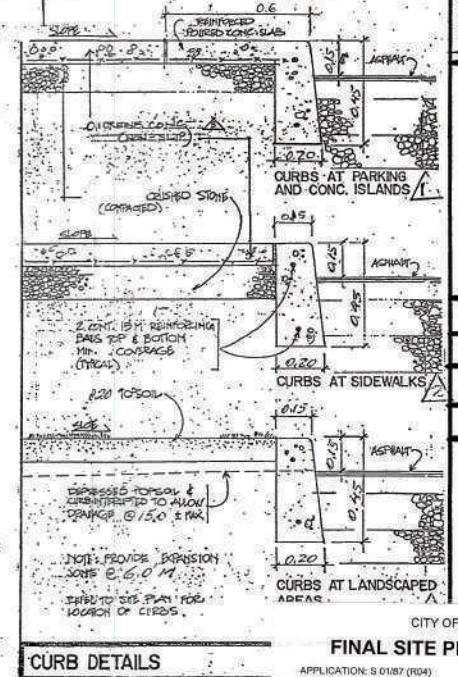 0.6
SLOPE
REINFORCED
POURED CONC. SLAB
0.15
ASPHALT
0.45
0.20
CURBS AT PARKING
AND CONC. ISLANDS
CRUSHED STONE
(COMPACTED)
0.15
SLOPE
0.15
ASPHALT
0.45
2 CONT. 15 M REINFORCING
BARS TOP & BOTTOM
MIN. COVERAGE
(TYPICAL)
0.20
CURBS AT SIDEWALKS
0.20 TOPSOIL
0.15
SLOPE
0.15
ASPHALT
DEPRESSED TOPSOIL &
CURB INTERRUPTED TO ALLOW
DRAINAGE @ 15.0 ± MAX
0.45
NOTE: PROVIDE EXPANSION
JOINTS @ 6.0 M
0.20
REFER TO SITE PLAN FOR
LOCATION OF CURBS.
CURBS AT LANDSCAPED
AREAS
CITY OF
FINAL SITE
CURB DETAILS
APPLICATION: S 01/87 (R04)